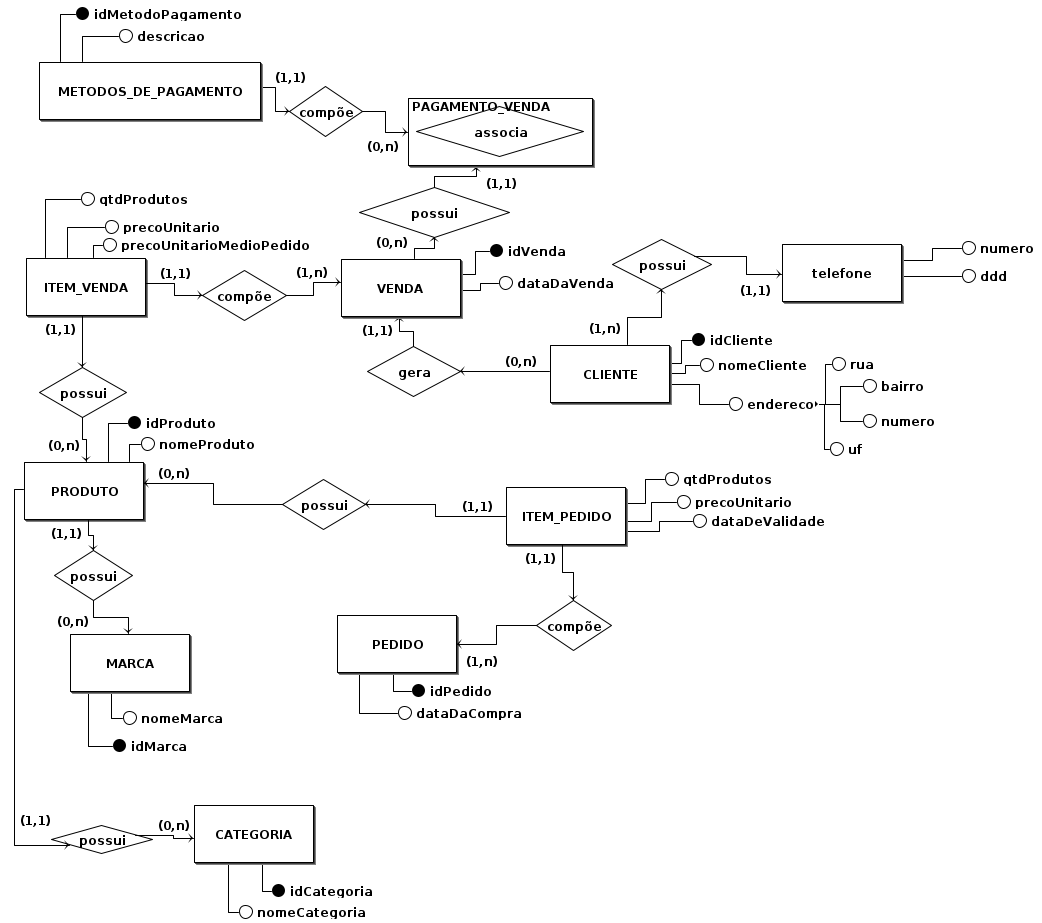 idMetodoPagamento
descricao
METODOS_DE_PAGAMENTO
(1,1)
compõe
(0,n)
PAGAMENTO_VENDA
associa
(1,1)
possui
(0,n)
qtdProdutos
precoUnitario
precoUnitarioMedioPedido
ITEM_VENDA
(1,1)
compõe
(1,n)
VENDA
idVenda
dataDaVenda
possui
(1,1)
telefone
numero
ddd
(1,n)
(1,1)
gera
(0,n)
CLIENTE
idCliente
nomeCliente
endereco
rua
bairro
numero
uf
(1,1)
possui
(0,n)
idProduto
nomeProduto
PRODUTO
(0,n)
possui
(1,1)
ITEM_PEDIDO
qtdProdutos
precoUnitario
dataDeValidade
(1,1)
possui
(0,n)
(1,1)
compõe
(1,n)
PEDIDO
idPedido
dataDaCompra
MARCA
nomeMarca
idMarca
(1,1)
possui
(0,n)
CATEGORIA
idCategoria
nomeCategoria